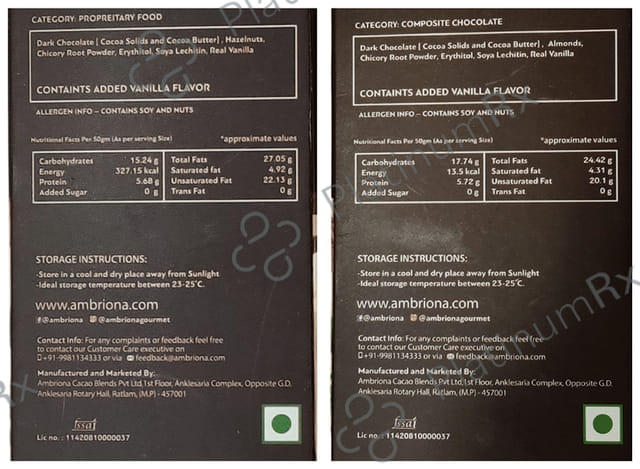 CATEGORY: PROPREITARY FOOD
Dark Chocolate [ Cocoa Solids and Cocoa Butter] , Hazelnuts,
Chicory Root Powder, Erythitol, Soya Lechitin, Real Vanilla
CONTAINTS ADDED VANILLA FLAVOR
ALLERGEN INFO – CONTAINS SOY AND NUTS
Nutritional Facts Per 50gm (As per serving Size) *approximate values
Carbohydrates 15.24 g Total Fats 27.05 g
Energy 327.15 kcal Saturated fat 4.92 g
Protein 5.68 g Unsaturated Fat 22.13 g
Added Sugar 0 g Trans Fat 0 g
STORAGE INSTRUCTIONS:
-Store in a cool and dry place away from Sunlight
-Ideal storage temperature between 23-25°C.
www.ambriona.com
@ambriona @ambrionagourmet
Contact Info: For any complaints or feedback feel free
to contact our Customer Care executive on
+91-9981134333 or via feedback@ambriona.com
Manufactured and Marketed By:
Ambriona Cacao Blends Pvt Ltd,1st Floor, Anklesaria Complex, Opposite G.D.
Anklesaria Rotary Hall, Ratlam, (M.P) - 457001
fssai
Lic no. : 11420810000037
CATEGORY: COMPOSITE CHOCOLATE
Dark Chocolate [ Cocoa Solids and Cocoa Butter] , Almonds,
Chicory Root Powder, Erythitol, Soya Lechitin, Real Vanilla
CONTAINTS ADDED VANILLA FLAVOR
ALLERGEN INFO – CONTAINS SOY AND NUTS
Nutritional Facts Per 50gm (As per serving Size) *approximate values
Carbohydrates 17.74 g Total Fats 24.42 g
Energy 13.5 kcal Saturated fat 4.31 g
Protein 5.72 g Unsaturated Fat 20.1 g
Added Sugar 0 g Trans Fat 0 g
STORAGE INSTRUCTIONS:
-Store in a cool and dry place away from Sunlight
-Ideal storage temperature between 23-25°C.
www.ambriona.com
@ambriona @ambrionagourmet
Contact Info: For any complaints or feedback feel free
to contact our Customer Care executive on
+91-9981134333 or via feedback@ambriona.com
Manufactured and Marketed By:
Ambriona Cacao Blends Pvt Ltd,1st Floor, Anklesaria Complex, Opposite G.D.
Anklesaria Rotary Hall, Ratlam, (M.P) - 457001
fssai
Lic no. : 11420810000037
PlatinumRx
PlatinumRx